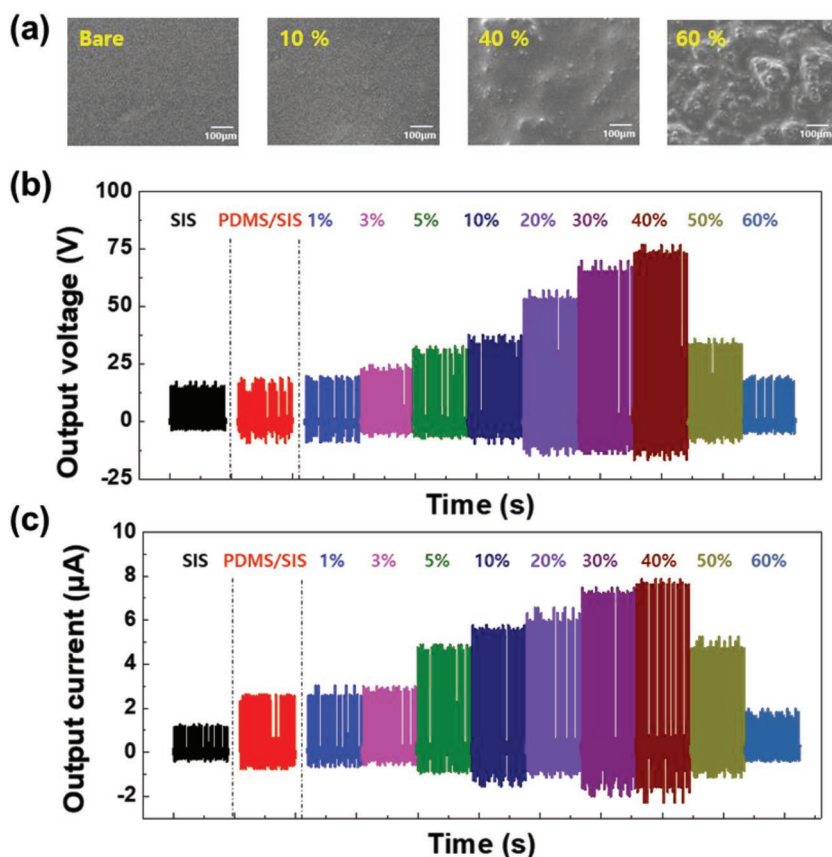 (a)
Bare
10 %
40 %
60 %
100μm
100μm
100μm
100μm
(b)
100
75
50
25
0
-25
Output voltage (V)
SIS PDMS/SIS 1% 3% 5% 10% 20% 30% 40% 50% 60%
Time (s)
(c)
10
8
6
4
2
0
-2
Output current (μA)
SIS PDMS/SIS 1% 3% 5% 10% 20% 30% 40% 50% 60%
Time (s)